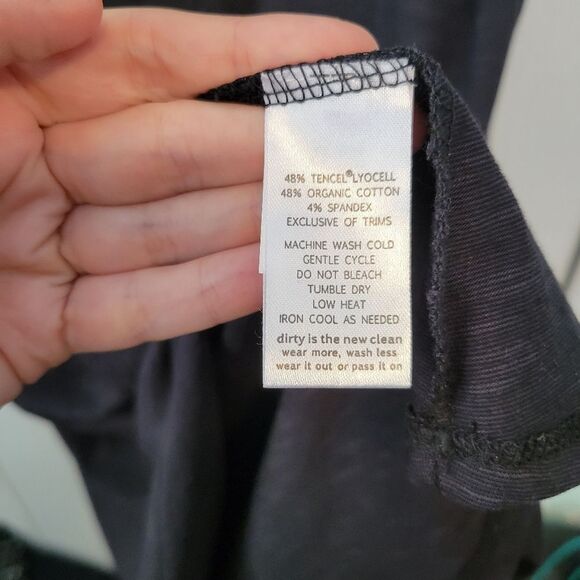 48% TENCEL®LYOCELL
48% ORGANIC COTTON
4% SPANDEX
EXCLUSIVE OF TRIMS
MACHINE WASH COLD
GENTLE CYCLE
DO NOT BLEACH
TUMBLE DRY
LOW HEAT
IRON COOL AS NEEDED
dirty is the new clean
wear more, wash less
wear it out or pass it on